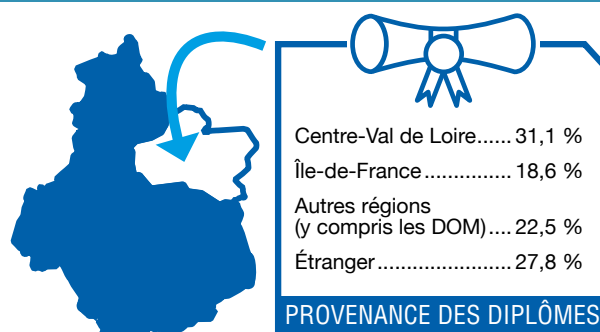 Centre-Val de Loire...... 31,1 %
Île-de-France............... 18,6 %
Autres régions
(y compris les DOM).... 22,5 %
Étranger....................... 27,8 %
PROVENANCE DES DIPLÔMES